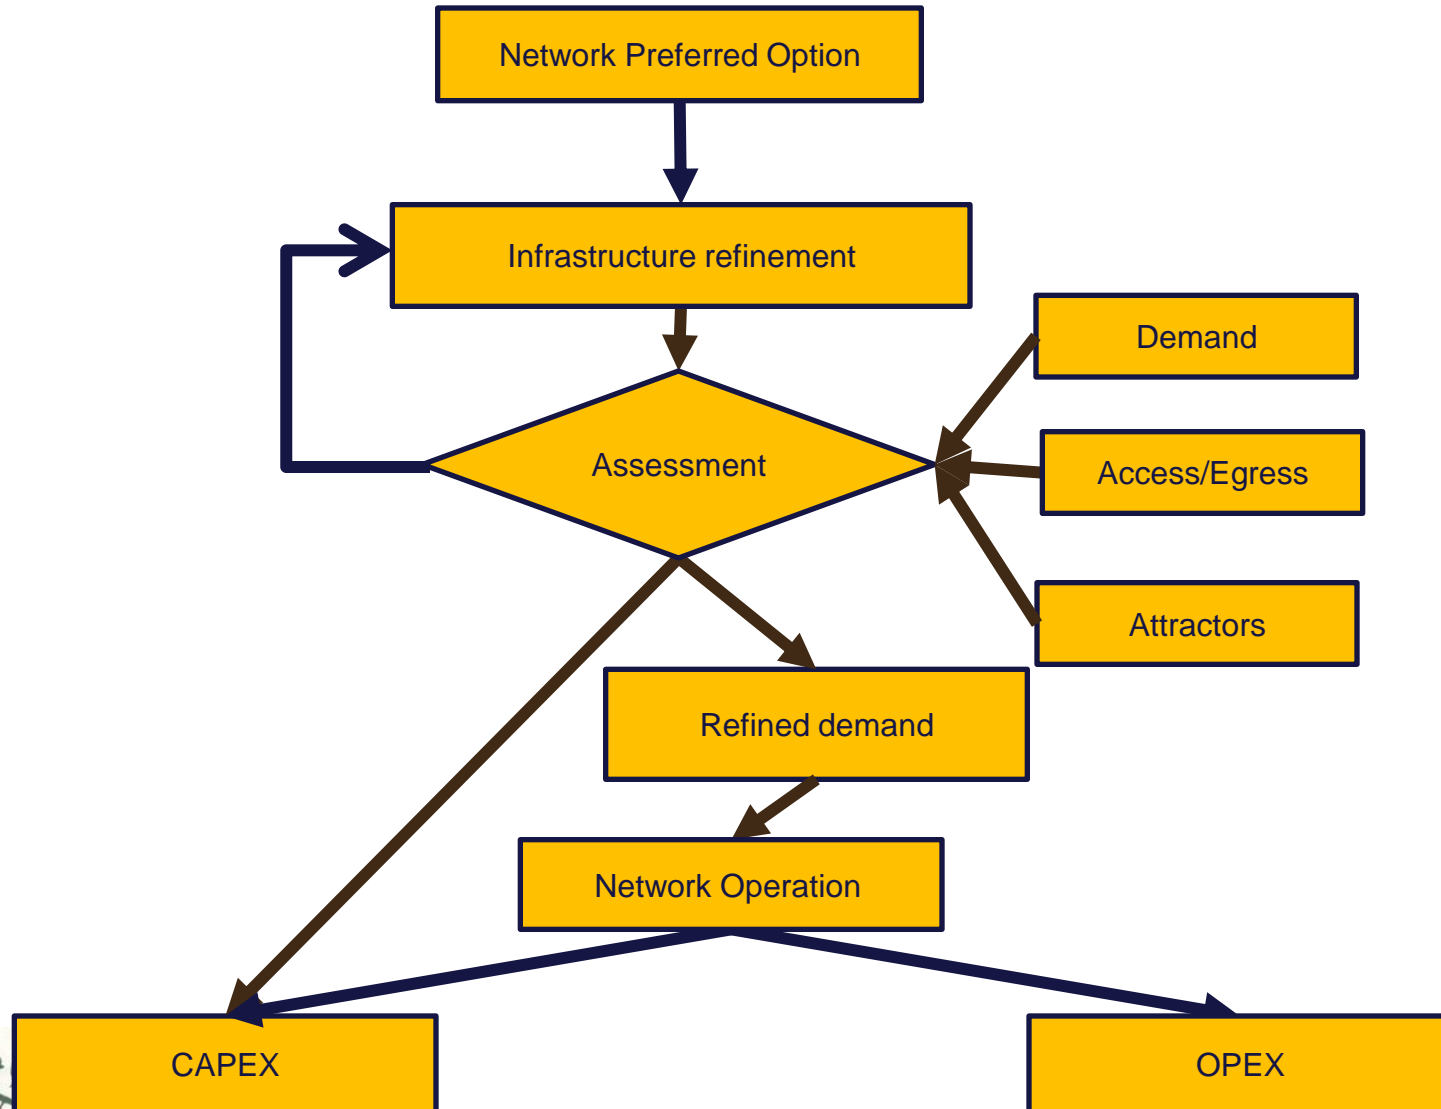 Network Preferred Option
Infrastructure refinement
Demand
Assessment
Access/Egress
Attractors
Refined demand
Network Operation
CAPEX
OPEX